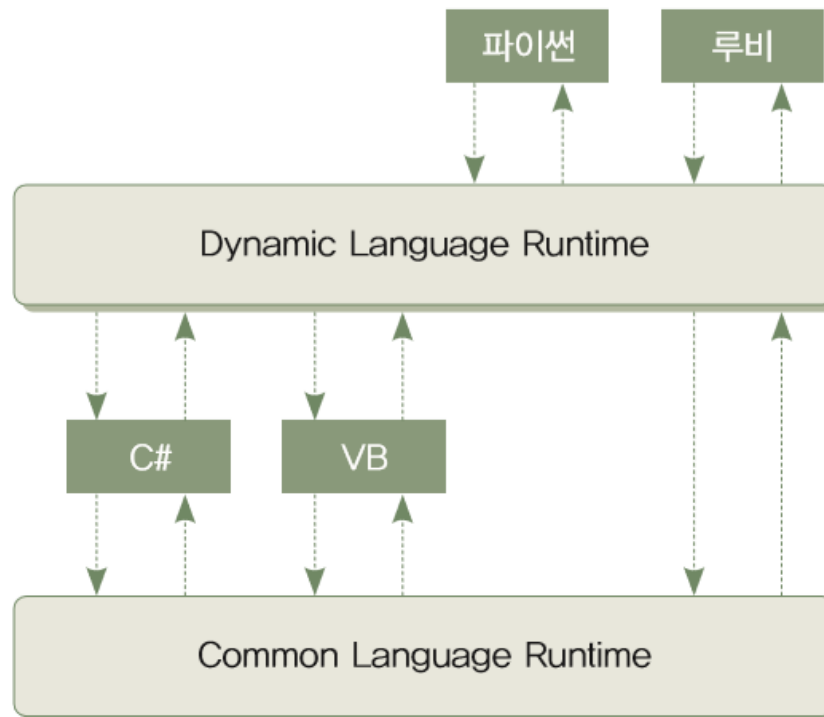 파이썬
루비
Dynamic Language Runtime
C#
VB
Common Language Runtime